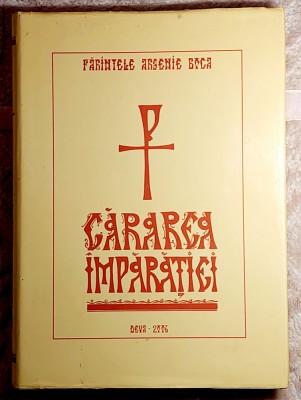 PĂRINTELE ARSENIE BOCA
CĂRAREA
ÎMPĂRĂȚIEI
DEVA - 2006